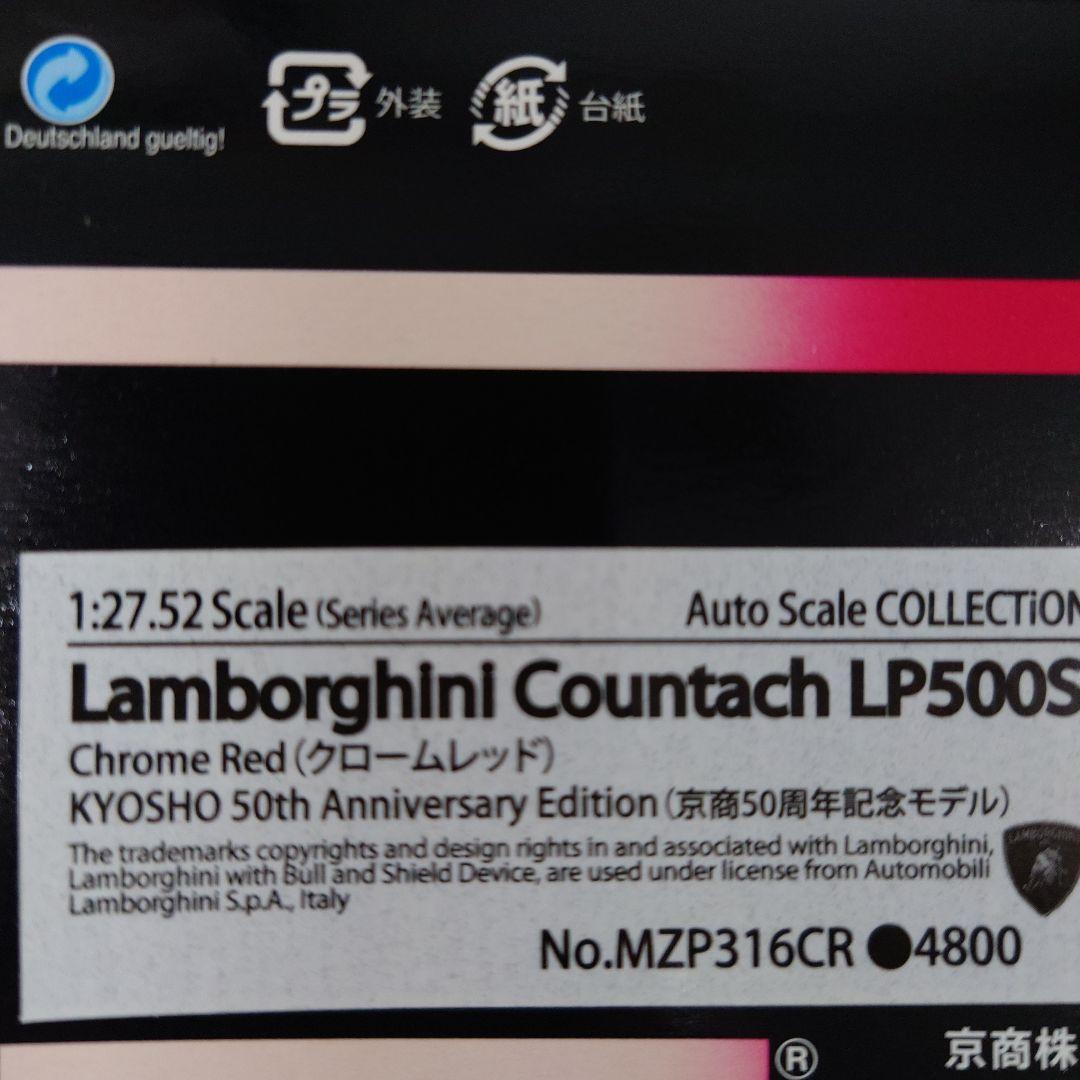 プラ 外装 紙 台紙
Deutschland gueltig!
1:27.52 Scale (Series Average) Auto Scale COLLECTiON
Lamborghini Countach LP500S
Chrome Red (クロームレッド)
KYOSHO 50th Anniversary Edition (京商50周年記念モデル)
The trademarks copyrights and design rights in and associated with Lamborghini,
Lamborghini with Bull and Shield Device, are used under license from Automobili
Lamborghini S.p.A., Italy
LAMBORGHINI
No.MZP316CR ●4800
® 京商株